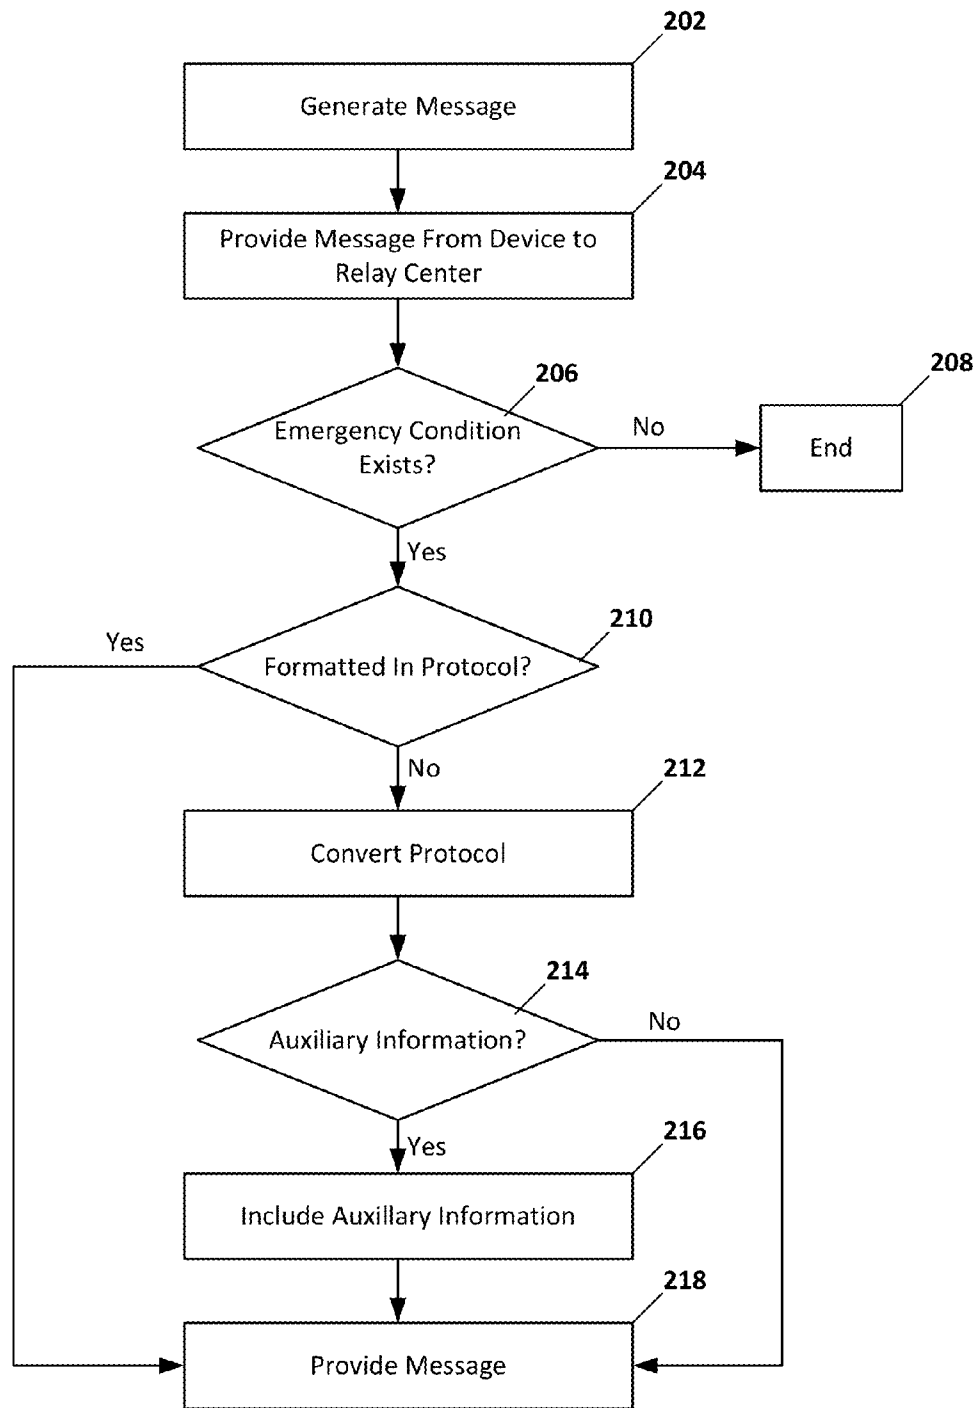 202
Generate Message
204
Provide Message From Device to
Relay Center
206
208
Emergency Condition
Exists?
No
End
Yes
210
Yes
Formatted In Protocol?
No
212
Convert Protocol
214
No
Auxiliary Information?
Yes
216
Include Auxillary Information
218
Provide Message